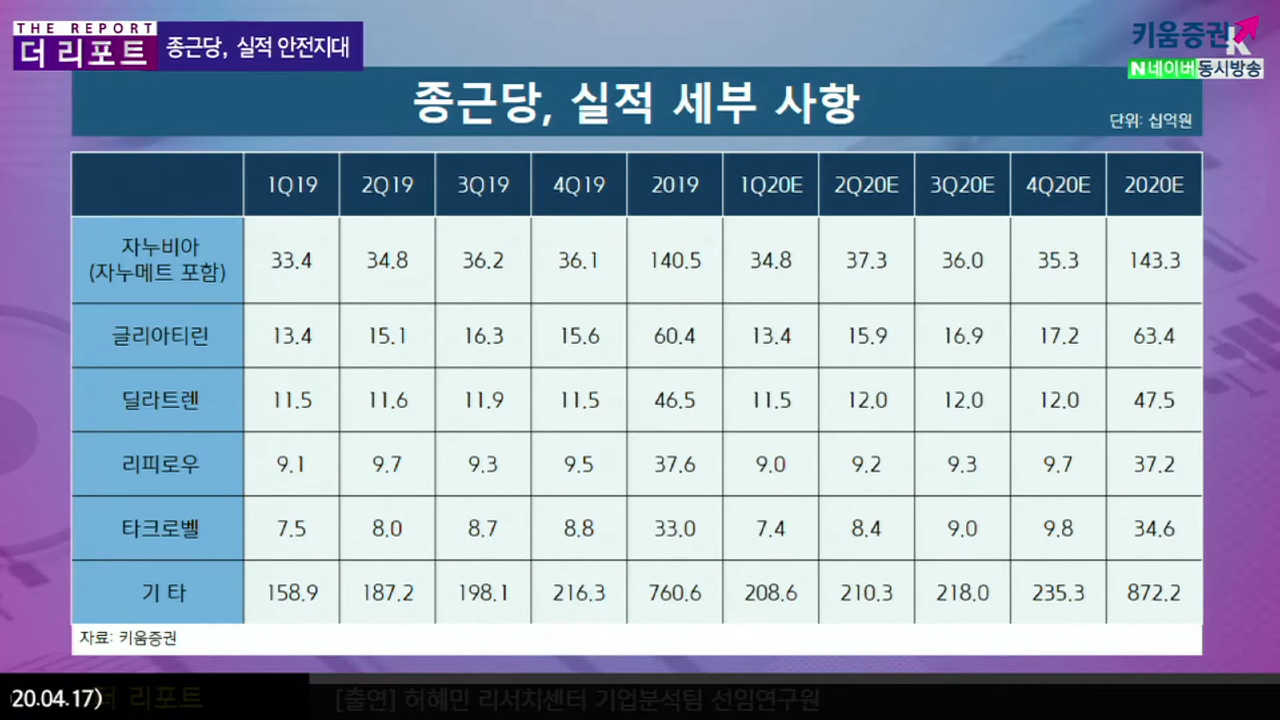 THE REPORT
더 리포트
종근당, 실적 안전지대
키움증권
N 네이버 동시방송
종근당, 실적 세부 사항
단위: 십억원
1Q19 2Q19 3Q19 4Q19 2019 1Q20E 2Q20E 3Q20E 4Q20E 2020E
자누비아
(자누메트 포함) 33.4 34.8 36.2 36.1 140.5 34.8 37.3 36.0 35.3 143.3
글리아티린 13.4 15.1 16.3 15.6 60.4 13.4 15.9 16.9 17.2 63.4
딜라트렌 11.5 11.6 11.9 11.5 46.5 11.5 12.0 12.0 12.0 47.5
리피로우 9.1 9.7 9.3 9.5 37.6 9.0 9.2 9.3 9.7 37.2
타크로벨 7.5 8.0 8.7 8.8 33.0 7.4 8.4 9.0 9.8 34.6
기 타 158.9 187.2 198.1 216.3 760.6 208.6 210.3 218.0 235.3 872.2
자료: 키움증권
20.04.17) 더 리포트 [출연] 허혜민 리서치센터 기업분석팀 선임연구원